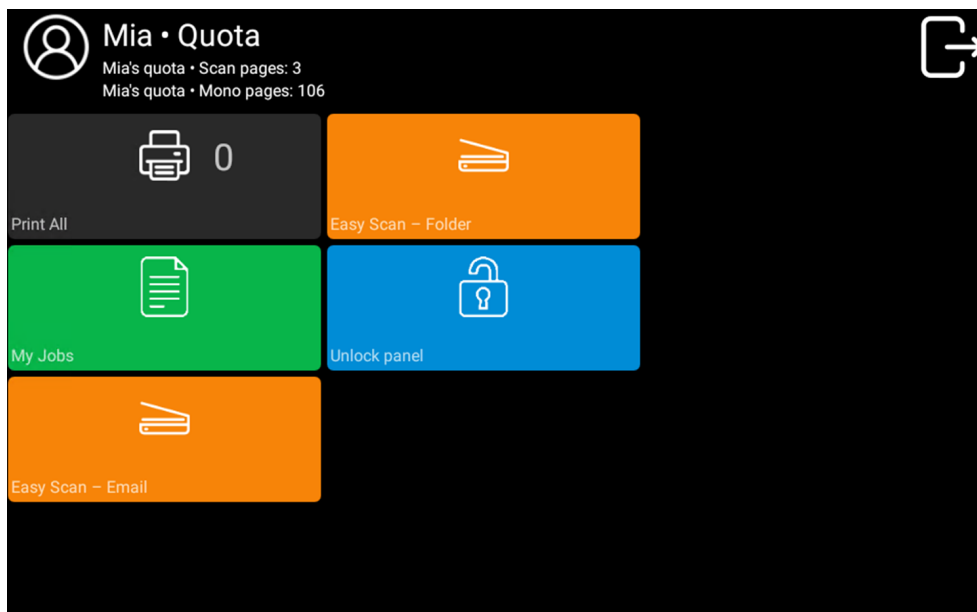 Mia • Quota
Mia's quota • Scan pages: 3
Mia's quota • Mono pages: 106
0
Print All
Easy Scan – Folder
My Jobs
Unlock panel
Easy Scan – Email